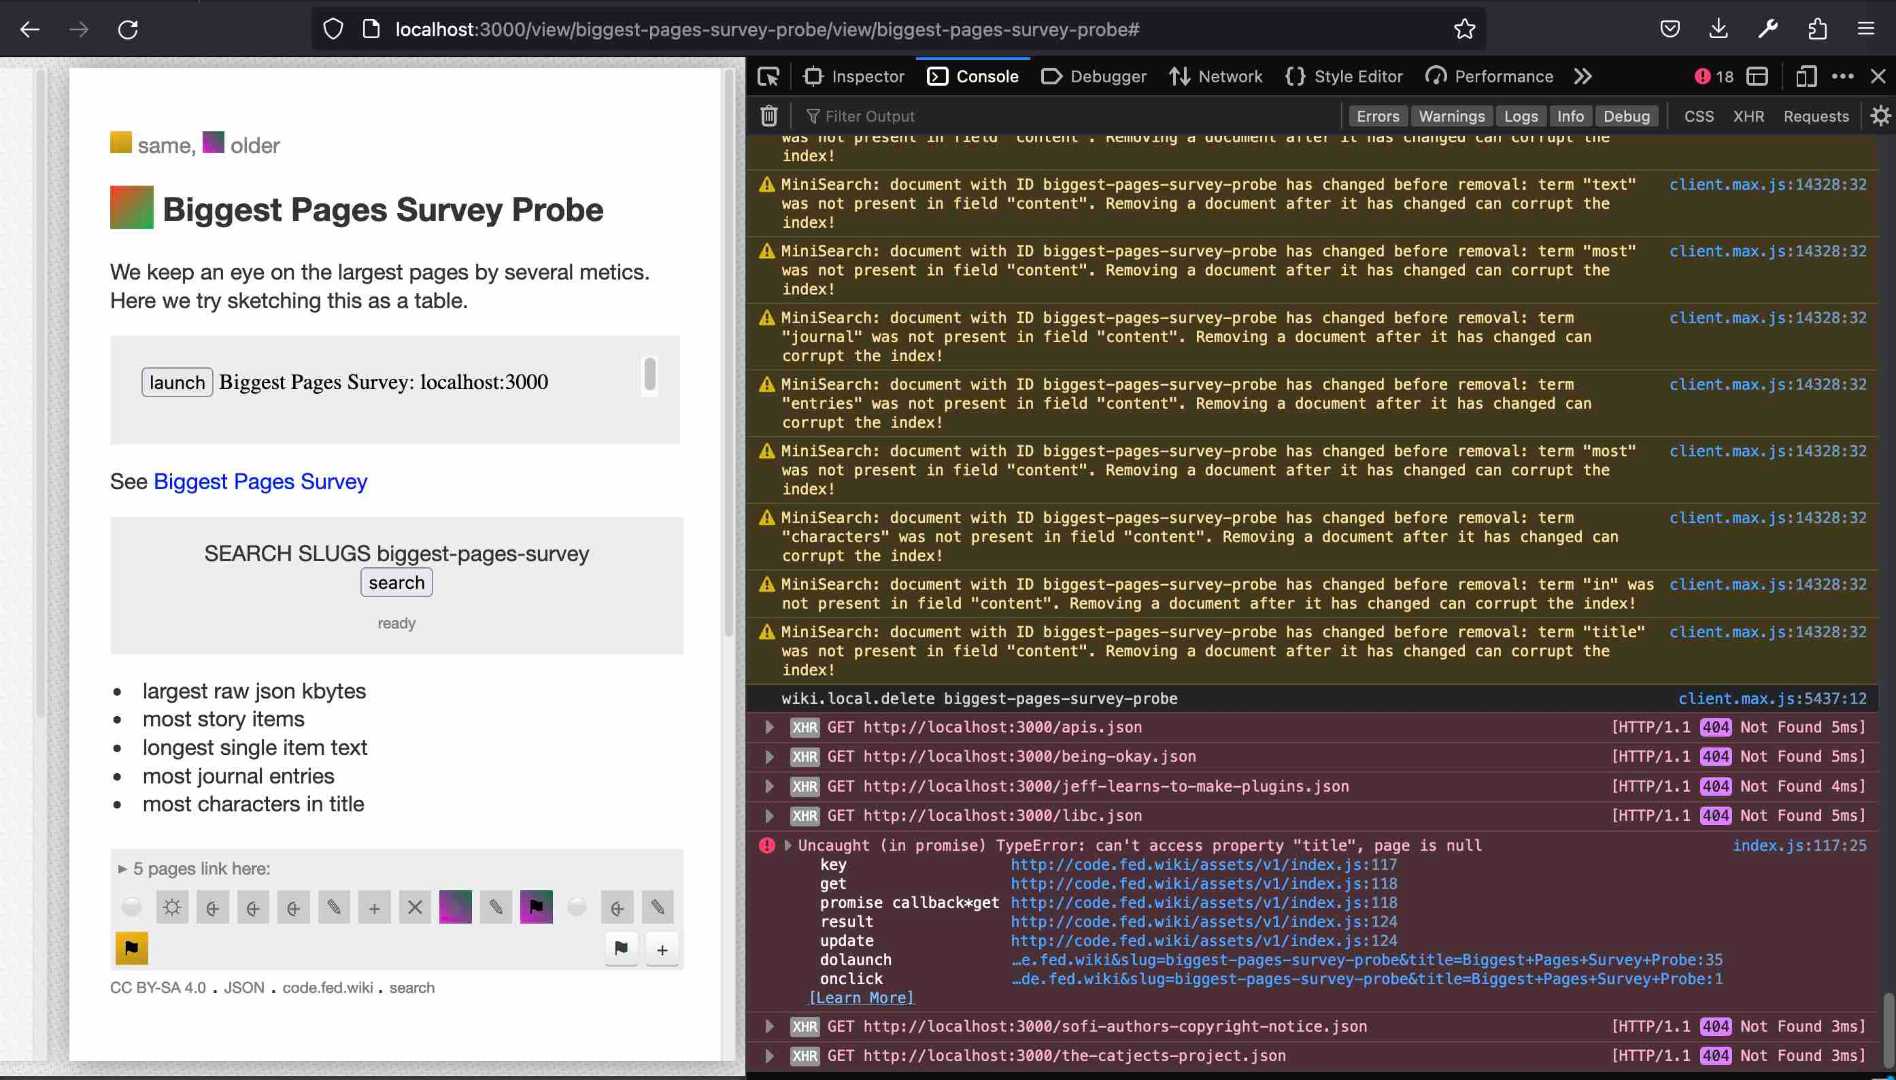 localhost:3000/view/biggest-pages-survey-probe/view/biggest-pages-survey-probe#
same, older
Biggest Pages Survey Probe
We keep an eye on the largest pages by several metics.
Here we try sketching this as a table.
launch Biggest Pages Survey: localhost:3000
See Biggest Pages Survey
SEARCH SLUGS biggest-pages-survey
search
ready
• largest raw json kbytes
• most story items
• longest single item text
• most journal entries
• most characters in title
▸ 5 pages link here:
CC BY-SA 4.0 . JSON . code.fed.wiki . search
Inspector Console Debugger Network Style Editor Performance 18
Filter Output Errors Warnings Logs Info Debug CSS XHR Requests
was not present in field "content". Removing a document after it has changed can corrupt the
index!
MiniSearch: document with ID biggest-pages-survey-probe has changed before removal: term "text" client.max.js:14328:32
was not present in field "content". Removing a document after it has changed can corrupt the
index!
MiniSearch: document with ID biggest-pages-survey-probe has changed before removal: term "most" client.max.js:14328:32
was not present in field "content". Removing a document after it has changed can corrupt the
index!
MiniSearch: document with ID biggest-pages-survey-probe has changed before removal: term client.max.js:14328:32
"journal" was not present in field "content". Removing a document after it has changed can
corrupt the index!
MiniSearch: document with ID biggest-pages-survey-probe has changed before removal: term client.max.js:14328:32
"entries" was not present in field "content". Removing a document after it has changed can
corrupt the index!
MiniSearch: document with ID biggest-pages-survey-probe has changed before removal: term "most" client.max.js:14328:32
was not present in field "content". Removing a document after it has changed can corrupt the
index!
MiniSearch: document with ID biggest-pages-survey-probe has changed before removal: term client.max.js:14328:32
"characters" was not present in field "content". Removing a document after it has changed can
corrupt the index!
MiniSearch: document with ID biggest-pages-survey-probe has changed before removal: term "in" was client.max.js:14328:32
not present in field "content". Removing a document after it has changed can corrupt the index!
MiniSearch: document with ID biggest-pages-survey-probe has changed before removal: term "title" client.max.js:14328:32
was not present in field "content". Removing a document after it has changed can corrupt the
index!
wiki.local.delete biggest-pages-survey-probe client.max.js:5437:12
XHR GET http://localhost:3000/apis.json [HTTP/1.1 404 Not Found 5ms]
XHR GET http://localhost:3000/being-okay.json [HTTP/1.1 404 Not Found 5ms]
XHR GET http://localhost:3000/jeff-learns-to-make-plugins.json [HTTP/1.1 404 Not Found 4ms]
XHR GET http://localhost:3000/libc.json [HTTP/1.1 404 Not Found 5ms]
Uncaught (in promise) TypeError: can't access property "title", page is null index.js:117:25
key http://code.fed.wiki/assets/v1/index.js:117
get http://code.fed.wiki/assets/v1/index.js:118
promise callback*get http://code.fed.wiki/assets/v1/index.js:118
result http://code.fed.wiki/assets/v1/index.js:124
update http://code.fed.wiki/assets/v1/index.js:124
dolaunch …e.fed.wiki&slug=biggest-pages-survey-probe&title=Biggest+Pages+Survey+Probe:35
onclick …de.fed.wiki&slug=biggest-pages-survey-probe&title=Biggest+Pages+Survey+Probe:1
[Learn More]
XHR GET http://localhost:3000/sofi-authors-copyright-notice.json [HTTP/1.1 404 Not Found 3ms]
XHR GET http://localhost:3000/the-catjects-project.json [HTTP/1.1 404 Not Found 3ms]